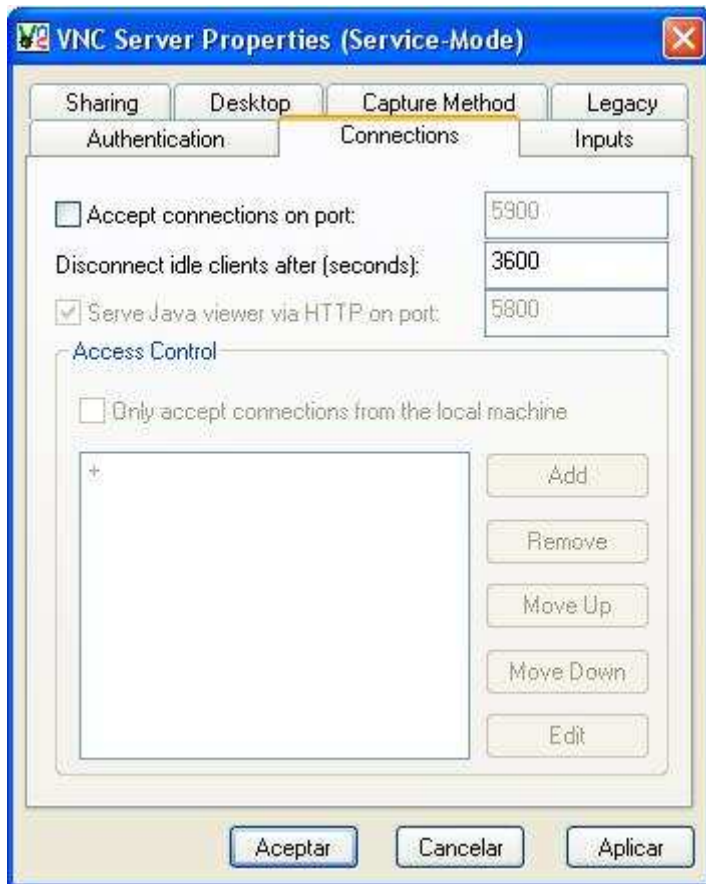 VNC Server Properties (Service-Mode)
Sharing Desktop Capture Method Legacy
Authentication Connections Inputs
Accept connections on port: 5900
Disconnect idle clients after (seconds): 3600
Serve Java viewer via HTTP on port: 5800
Access Control
Only accept connections from the local machine
+
Add
Remove
Move Up
Move Down
Edit
Aceptar Cancelar Aplicar